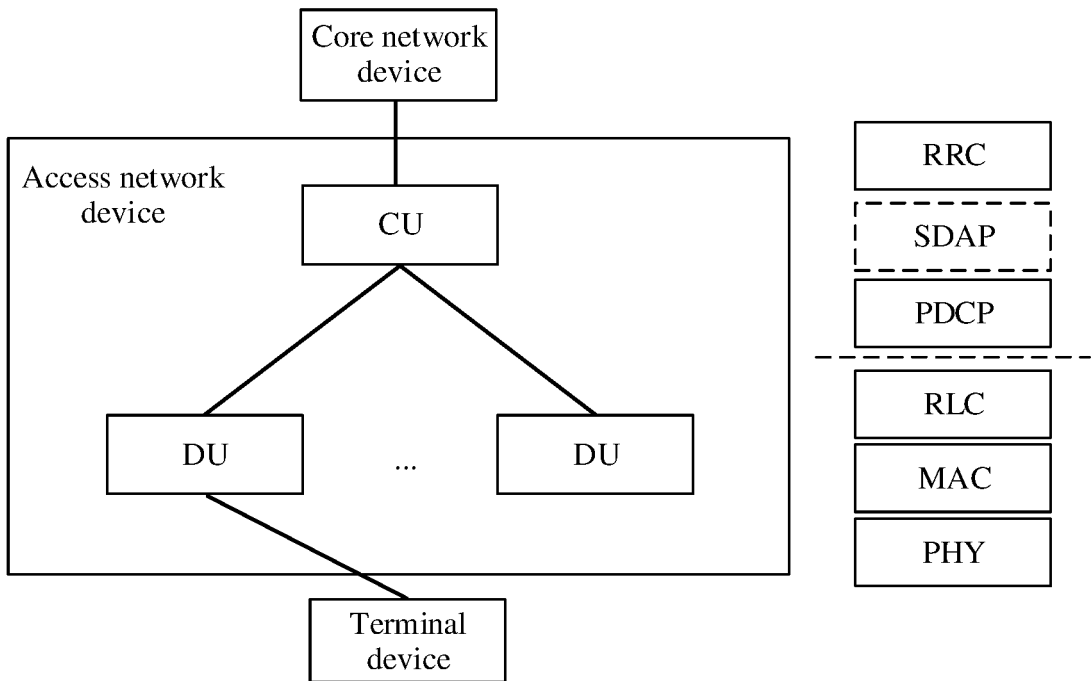 Core network
device
Access network
device
CU
DU
...
DU
Terminal
device
RRC
SDAP
PDCP
RLC
MAC
PHY